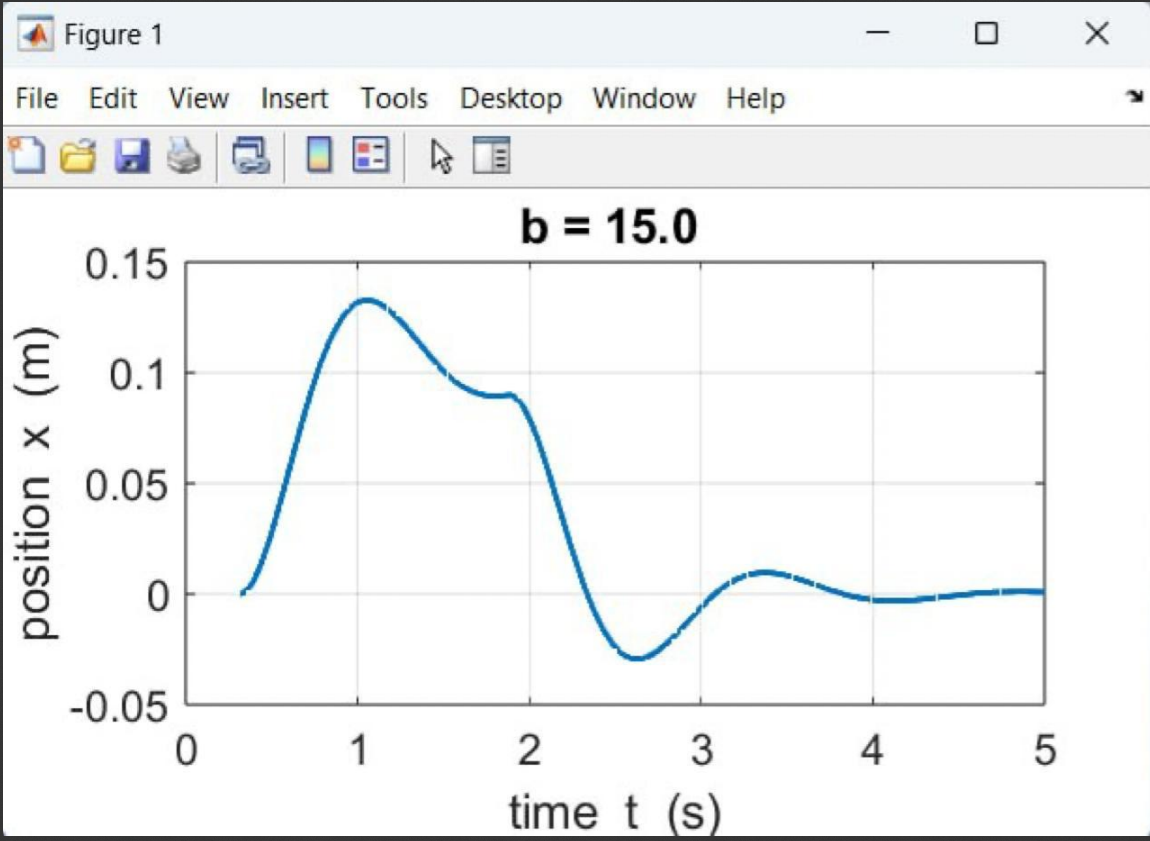 Figure 1
File Edit View Insert Tools Desktop Window Help
b = 15.0
0.15
0.1
0.05
0
-0.05
position x (m)
0 1 2 3 4 5
time t (s)